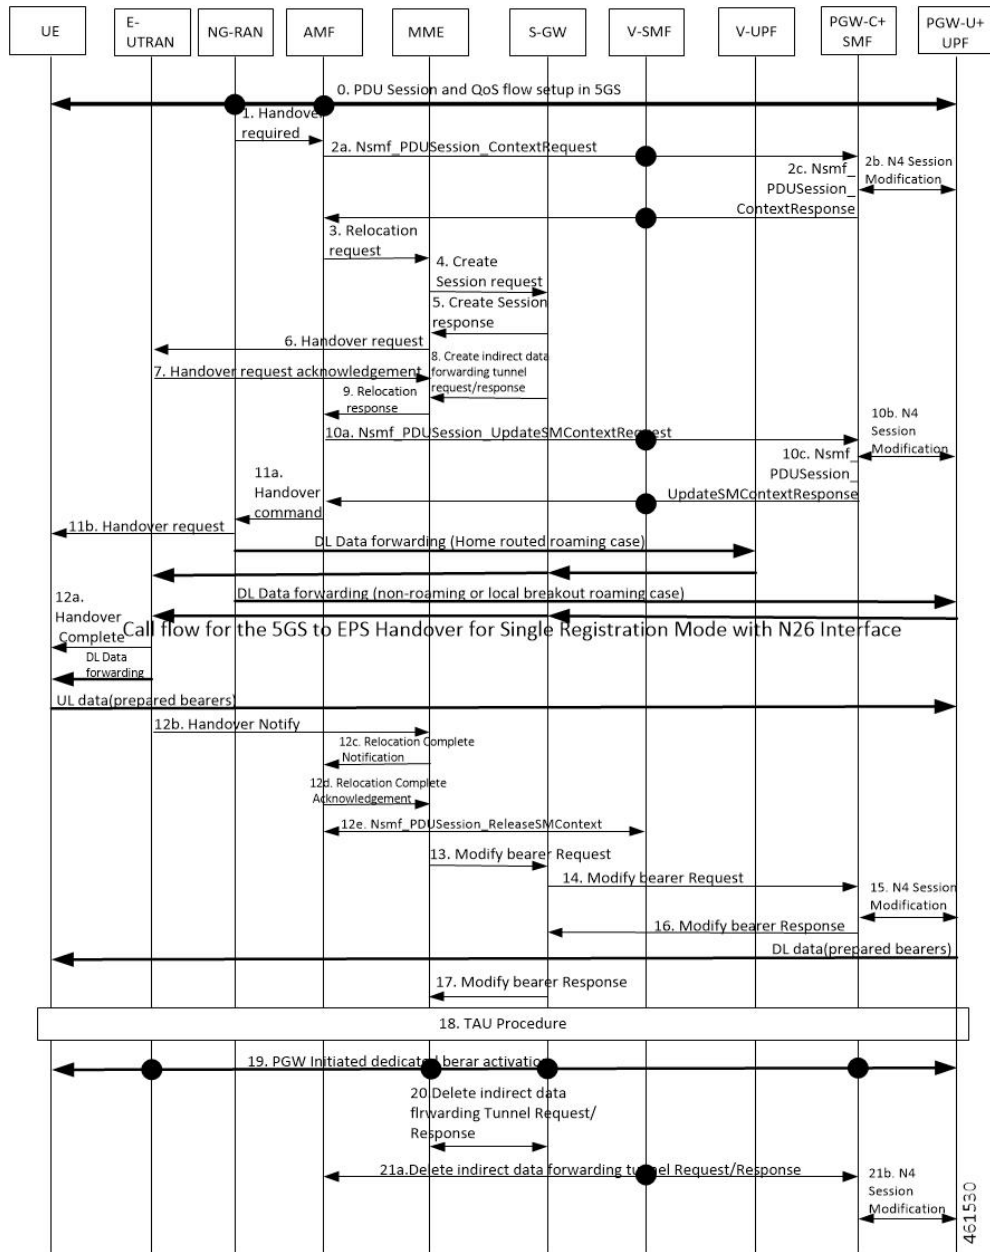 UE
E-
UTRAN
NG-RAN
AMF
MME
S-GW
V-SMF
V-UPF
PGW-C+
SMF
PGW-U+
UPF
0. PDU Session and QoS flow setup in 5GS
1. Handover
required
2a. Nsmf_PDUSession_ContextRequest
2b. N4 Session
Modification
2c. Nsmf_
PDUSession_
ContextResponse
3. Relocation
request
4. Create
Session request
5. Create Session
response
6. Handover request
7. Handover request acknowledgement
8. Create indirect data
forwarding tunnel
request/response
9. Relocation
response
10a. Nsmf_PDUSession_UpdateSMContextRequest
10b. N4
Session
Modification
10c. Nsmf_
PDUSession_
UpdateSMContextResponse
11a.
Handover
command
11b. Handover request
DL Data forwarding (Home routed roaming case)
DL Data forwarding (non-roaming or local breakout roaming case)
12a.
Handover
Complete
Call flow for the 5GS to EPS Handover for Single Registration Mode with N26 Interface
DL Data
forwarding
UL data(prepared bearers)
12b. Handover Notify
12c. Relocation Complete
Notification
12d. Relocation Complete
Acknowledgement
12e. Nsmf_PDUSession_ReleaseSMContext
13. Modify bearer Request
14. Modify bearer Request
15. N4 Session
Modification
16. Modify bearer Response
DL data(prepared bearers)
17. Modify bearer Response
18. TAU Procedure
19. PGW Initiated dedicated berar activation
20.Delete indirect data
flrwarding Tunnel Request/
Response
21a.Delete indirect data forwarding tunnel Request/Response
21b. N4
Session
Modification
461530